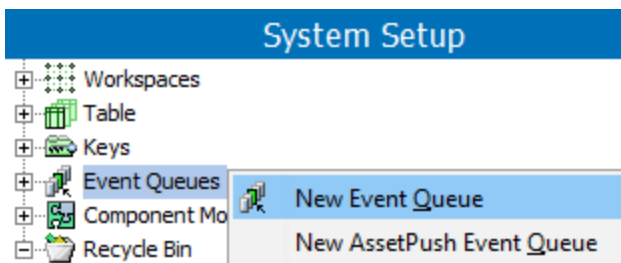 System Setup
Workspaces
Table
Keys
Event Queues
New Event Queue
Component Mo
New AssetPush Event Queue
Recycle Bin